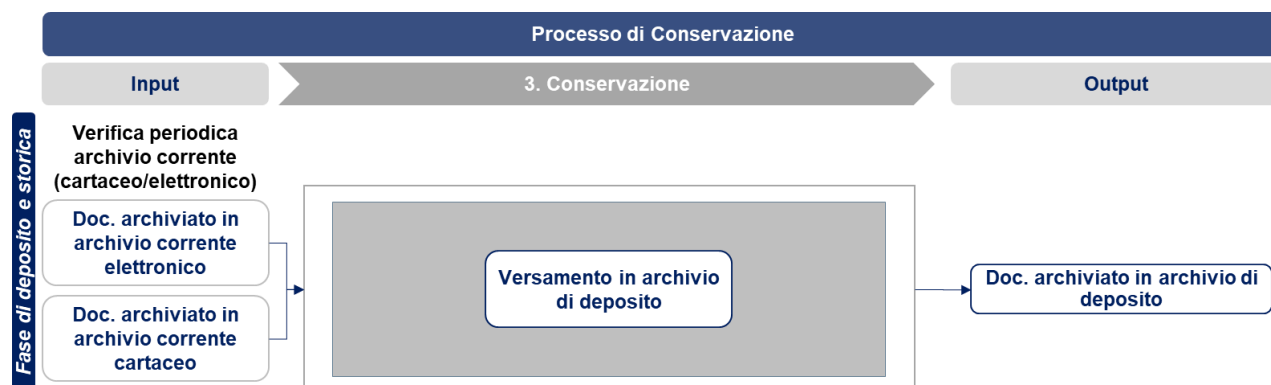 Processo di Conservazione
Input
3. Conservazione
Output
Fase di deposito e storica
Verifica periodica
archivio corrente
(cartaceo/elettronico)
Doc. archiviato in
archivio corrente
elettronico
Doc. archiviato in
archivio corrente
cartaceo
Versamento in archivio
di deposito
Doc. archiviato in archivio di
deposito